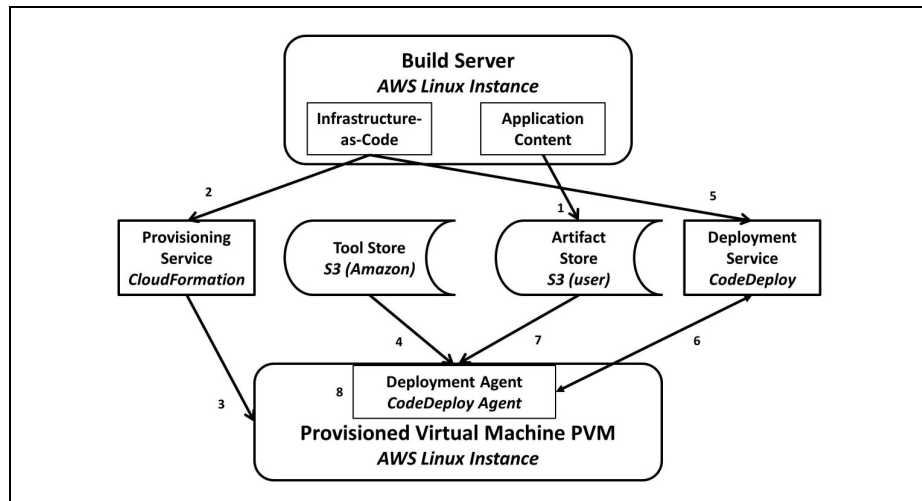 Build Server
AWS Linux Instance
Infrastructure-
as-Code
Application
Content
2
1
5
Provisioning
Service
CloudFormation
Tool Store
S3 (Amazon)
Artifact
Store
S3 (user)
Deployment
Service
CodeDeploy
4
7
6
3
8
Deployment Agent
CodeDeploy Agent
Provisioned Virtual Machine PVM
AWS Linux Instance